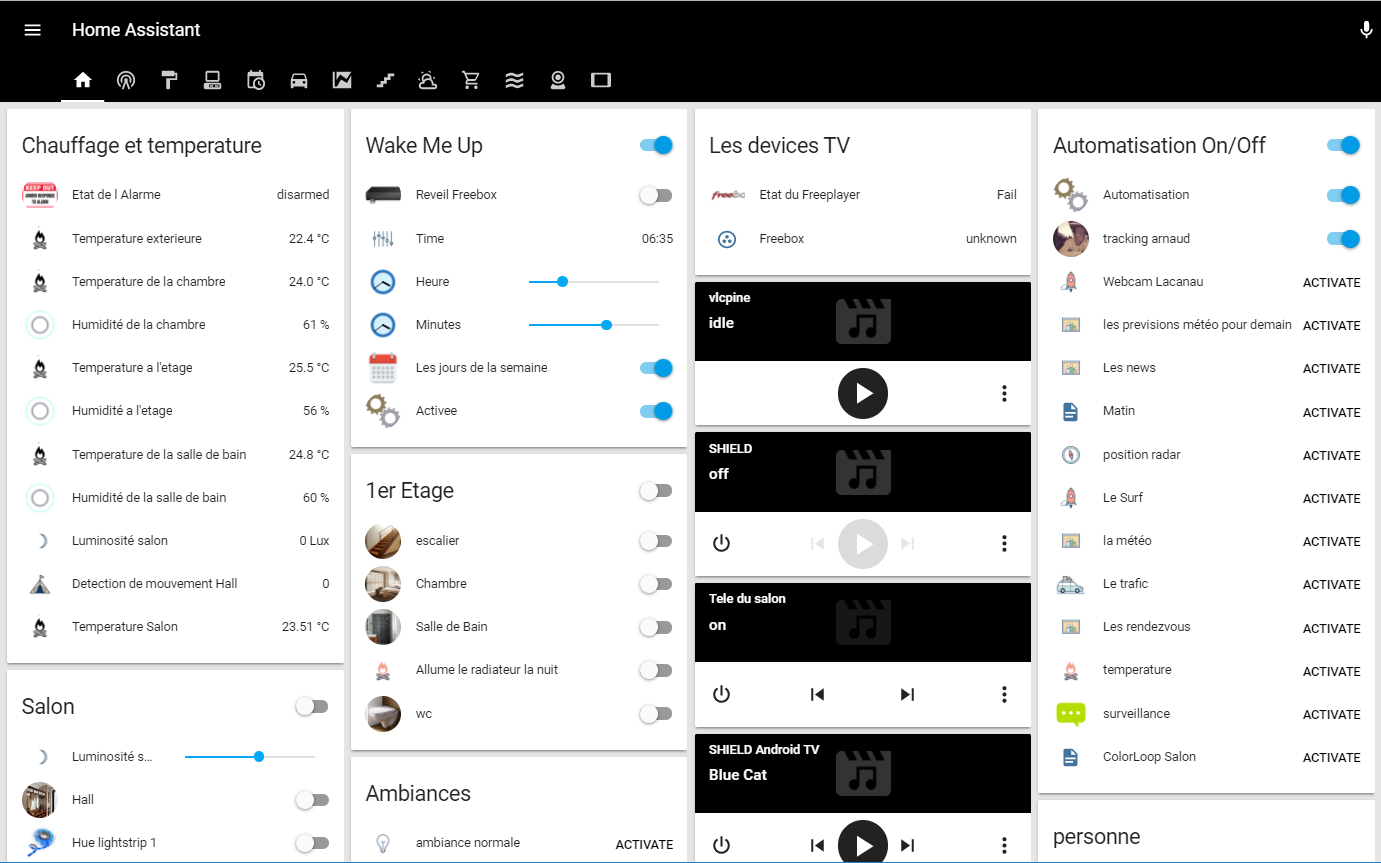 Home Assistant
Chauffage et temperature
KEEP OUT
ARMED RESPONSE
TO ALARM
Etat de l Alarme disarmed
Temperature exterieure 22.4 °C
Temperature de la chambre 24.0 °C
Humidité de la chambre 61 %
Temperature a l'etage 25.5 °C
Humidité a l'etage 56 %
Temperature de la salle de bain 24.8 °C
Humidité de la salle de bain 60 %
Luminosité salon 0 Lux
Detection de mouvement Hall 0
Temperature Salon 23.51 °C
Salon
Luminosité s...
Hall
Hue lightstrip 1
Wake Me Up
Reveil Freebox
Time 06:35
Heure
Minutes
Les jours de la semaine
Activee
1er Etage
escalier
Chambre
Salle de Bain
Allume le radiateur la nuit
wc
Ambiances
ambiance normale ACTIVATE
Les devices TV
Etat du Freeplayer Fail
Freebox unknown
vlcpine
idle
SHIELD
off
Tele du salon
on
SHIELD Android TV
Blue Cat
Automatisation On/Off
Automatisation
tracking arnaud
Webcam Lacanau ACTIVATE
les previsions météo pour demain ACTIVATE
Les news ACTIVATE
Matin ACTIVATE
position radar ACTIVATE
Le Surf ACTIVATE
la météo ACTIVATE
Le trafic ACTIVATE
Les rendezvous ACTIVATE
temperature ACTIVATE
surveillance ACTIVATE
ColorLoop Salon ACTIVATE
personne